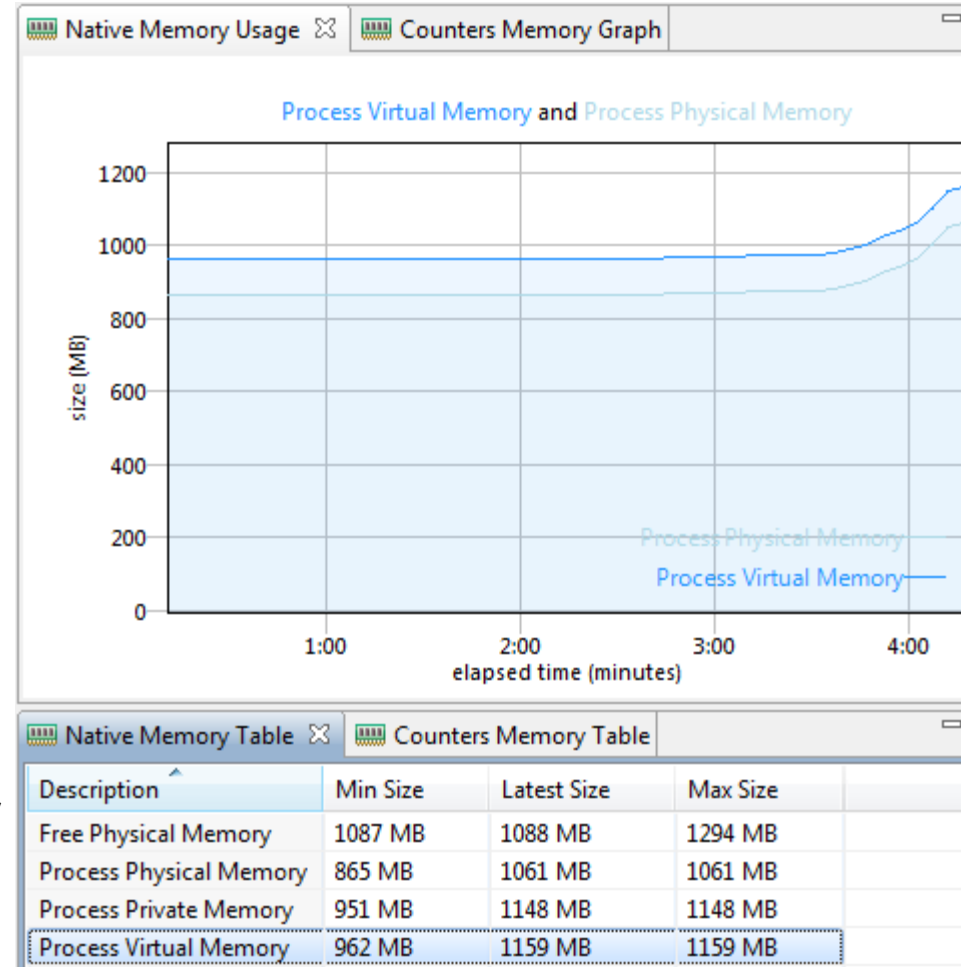 Native Memory Usage Counters Memory Graph
Process Virtual Memory and Process Physical Memory
1200
1000
800
600
400
200
0
size (MB)
Process Physical Memory
Process Virtual Memory
1:00 2:00 3:00 4:00
elapsed time (minutes)
Native Memory Table Counters Memory Table
Description Min Size Latest Size Max Size
Free Physical Memory 1087 MB 1088 MB 1294 MB
Process Physical Memory 865 MB 1061 MB 1061 MB
Process Private Memory 951 MB 1148 MB 1148 MB
Process Virtual Memory 962 MB 1159 MB 1159 MB